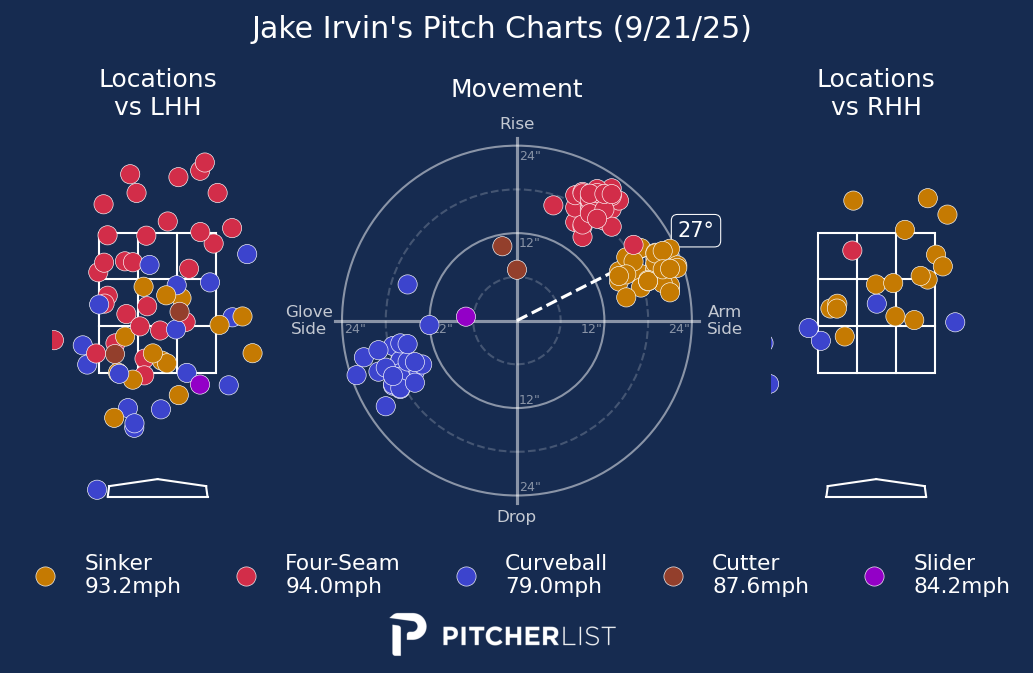 Jake Irvin's Pitch Charts (9/21/25)
Locations
vs LHH
Movement
Locations
vs RHH
Rise
24"
12"
27°
Glove
Side
24"
12"
12"
24"
Arm
Side
12"
24"
Drop
Sinker
93.2mph
Four-Seam
94.0mph
Curveball
79.0mph
Cutter
87.6mph
Slider
84.2mph
PITCHERLIST